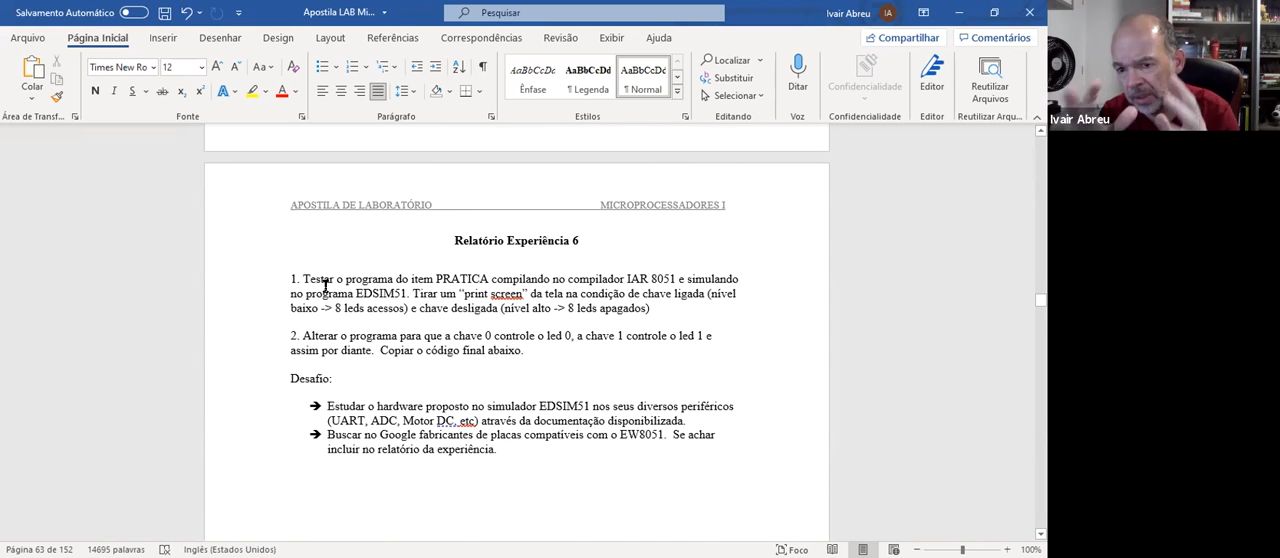 Salvamento Automático
Apostila LAB Mi...
Pesquisar
Ivair Abreu
IA
Arquivo
Página Inicial
Inserir
Desenhar
Design
Layout
Referências
Correspondências
Revisão
Exibir
Ajuda
Compartilhar
Comentários
Colar
Times New Ro
12
AaBbCcDc
Ênfase
AaBbCcDd
¶ Legenda
AaBbCcDc
¶ Normal
Localizar
Substituir
Selecionar
Ditar
Confidencialidade
Editor
Reutilizar
Arquivos
Área de Transf...
Fonte
Parágrafo
Estilos
Editando
Voz
Confidencialidade
Editor
Reutilizar Arqu...
Ivair Abreu
APOSTILA DE LABORATÓRIO MICROPROCESSADORES I
Relatório Experiência 6
1. Testar o programa do item PRATICA compilando no compilador IAR 8051 e simulando
no programa EDSIM51. Tirar um “print screen” da tela na condição de chave ligada (nível
baixo -> 8 leds acessos) e chave desligada (nível alto -> 8 leds apagados)
2. Alterar o programa para que a chave 0 controle o led 0, a chave 1 controle o led 1 e
assim por diante. Copiar o código final abaixo.
Desafio:
➔ Estudar o hardware proposto no simulador EDSIM51 nos seus diversos periféricos
(UART, ADC, Motor DC, etc) através da documentação disponibilizada.
➔ Buscar no Google fabricantes de placas compatíveis com o EW8051. Se achar
incluir no relatório da experiência.
Página 63 de 152
14695 palavras
Inglês (Estados Unidos)
Foco
100%